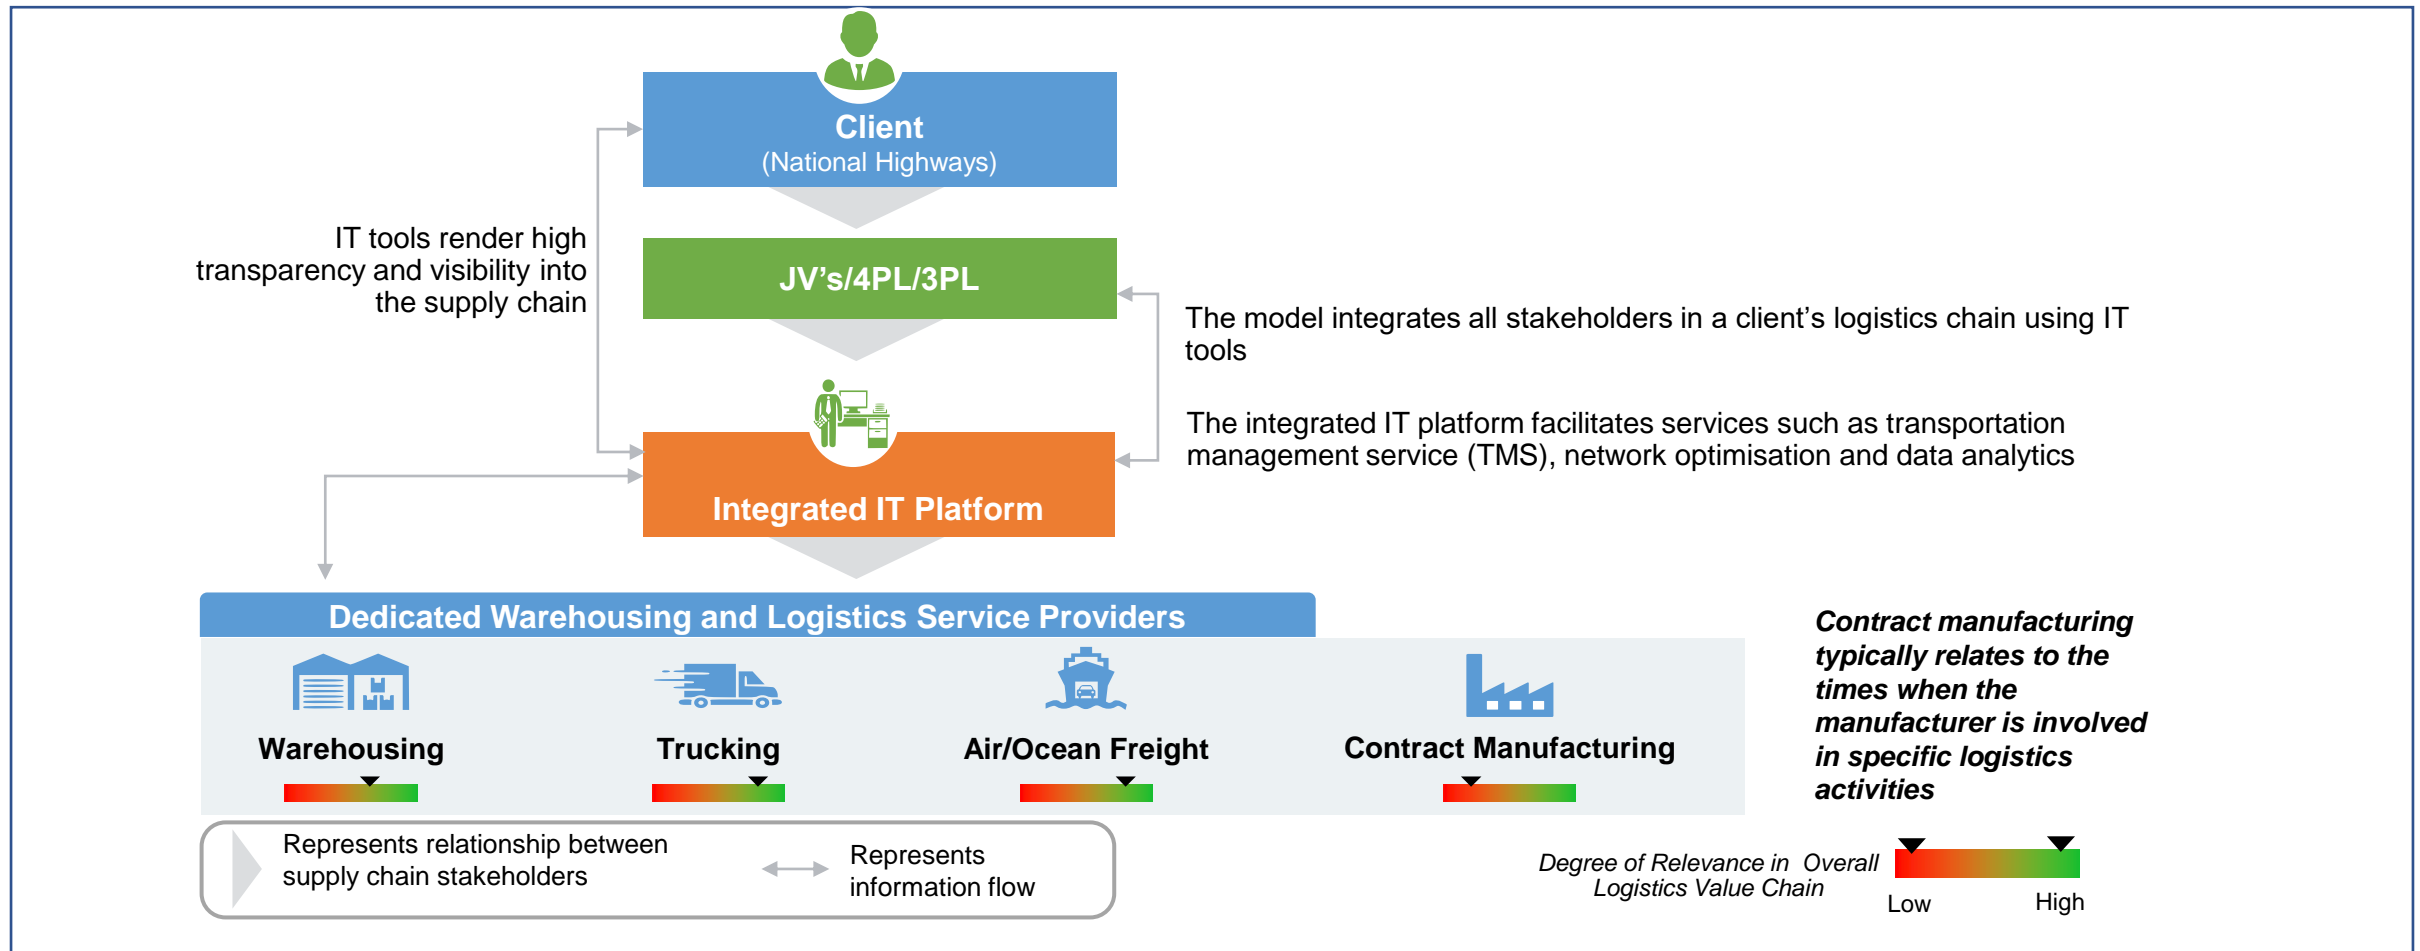 Client
(National Highways)
IT tools render high
transparency and visibility into
the supply chain
JV’s/4PL/3PL
The model integrates all stakeholders in a client’s logistics chain using IT
tools
The integrated IT platform facilitates services such as transportation
management service (TMS), network optimisation and data analytics
Integrated IT Platform
Dedicated Warehousing and Logistics Service Providers
Warehousing
Trucking
Air/Ocean Freight
Contract Manufacturing
Contract manufacturing
typically relates to the
times when the
manufacturer is involved
in specific logistics
activities
Represents relationship between
supply chain stakeholders
Represents
information flow
Degree of Relevance in Overall
Logistics Value Chain
Low
High